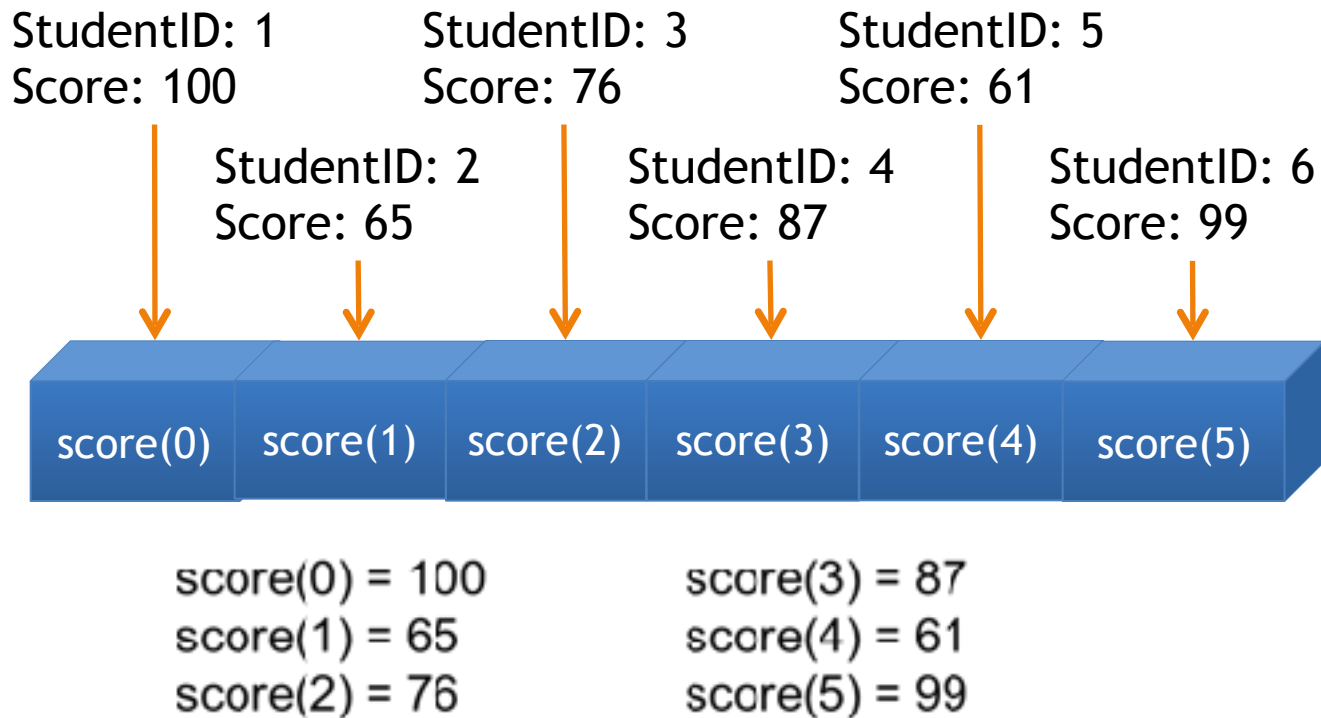 StudentID: 1
Score: 100
StudentID: 3
Score: 76
StudentID: 5
Score: 61
StudentID: 2
Score: 65
StudentID: 4
Score: 87
StudentID: 6
Score: 99
score(0)
score(1)
score(2)
score(3)
score(4)
score(5)
score(0) = 100
score(1) = 65
score(2) = 76
score(3) = 87
score(4) = 61
score(5) = 99